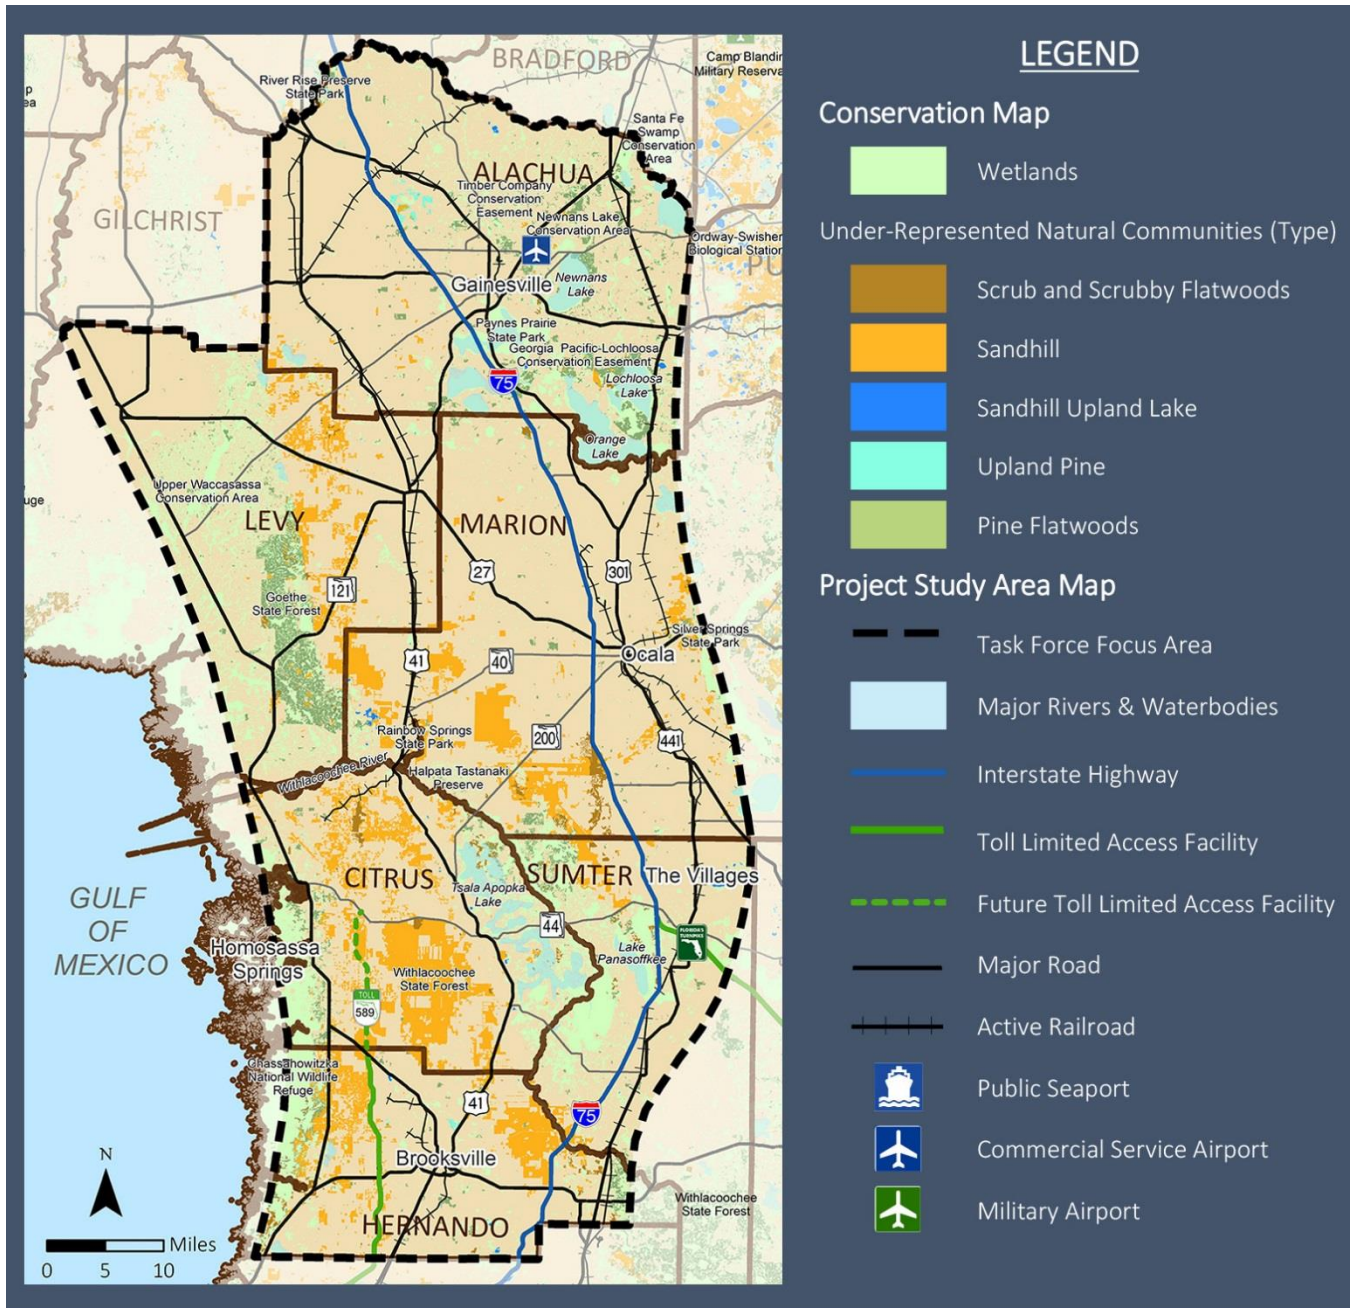 BRADFORD
Camp Blandin
Military Reserva
River Rise Preserve
State Park
Santa Fe
Swamp
Conservation
Area
ALACHUA
Timber Company
Conservation
Easement
GILCHRIST
Newnans Lake
Conservation Area
Ordway-Swisher
Biological Station
PU
Gainesville
Newnans
Lake
Paynes Prairie
State Park
Georgia Pacific-Lochloosa
Conservation Easement
75
Lochloosa
Lake
Orange
Lake
Upper Waccasassa
Conservation Area
uge
LEVY
MARION
27
301
121
Goethe
State Forest
Silver Springs
State Park
Ocala
41
40
Rainbow Springs
State Park
200
441
Withlacoochee River
Halpata Tastanaki
Preserve
CITRUS
Tsala Apopka
Lake
SUMTER
The Villages
GULF
OF
MEXICO
44
FLORIDA'S
TURNPIKE
Homosassa
Springs
Lake
Panasoffkee
Withlacoochee
State Forest
TOLL
589
Chassahowitzka
National Wildlife
Refuge
41
75
Brooksville
Withlacoochee
State Forest
HERNANDO
N
Miles
0 5 10
LEGEND
Conservation Map
Wetlands
Under-Represented Natural Communities (Type)
Scrub and Scrubby Flatwoods
Sandhill
Sandhill Upland Lake
Upland Pine
Pine Flatwoods
Project Study Area Map
Task Force Focus Area
Major Rivers & Waterbodies
Interstate Highway
Toll Limited Access Facility
Future Toll Limited Access Facility
Major Road
Active Railroad
Public Seaport
Commercial Service Airport
Military Airport